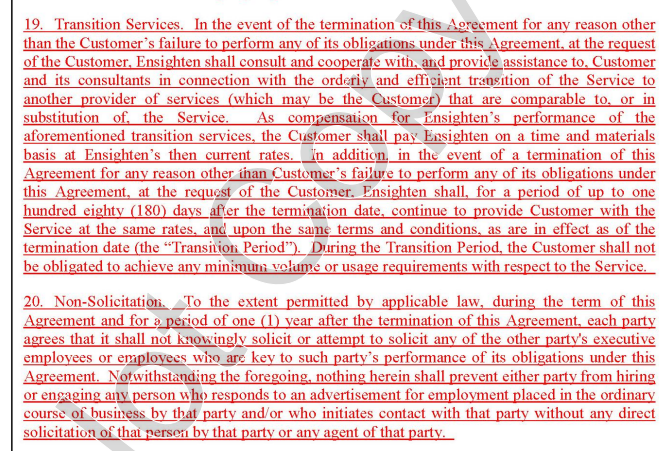 19. Transition Services. In the event of the termination of this Agreement for any reason other
than the Customer's failure to perform any of its obligations under this Agreement, at the request
of the Customer, Ensighten shall consult and cooperate with, and provide assistance to, Customer
and its consultants in connection with the orderly and efficient transition of the Service to
another provider of services (which may be the Customer) that are comparable to, or in
substitution of, the Service. As compensation for Ensighten's performance of the
aforementioned transition services, the Customer shall pay Ensighten on a time and materials
basis at Ensighten's then current rates. In addition, in the event of a termination of this
Agreement for any reason other than Customer's failure to perform any of its obligations under
this Agreement, at the request of the Customer, Ensighten shall, for a period of up to one
hundred eighty (180) days after the termination date, continue to provide Customer with the
Service at the same rates, and upon the same terms and conditions, as are in effect as of the
termination date (the “Transition Period”). During the Transition Period, the Customer shall not
be obligated to achieve any minimum volume or usage requirements with respect to the Service.
20. Non-Solicitation. To the extent permitted by applicable law, during the term of this
Agreement and for a period of one (1) year after the termination of this Agreement, each party
agrees that it shall not knowingly solicit or attempt to solicit any of the other party's executive
employees or employees who are key to such party's performance of its obligations under this
Agreement. Notwithstanding the foregoing, nothing herein shall prevent either party from hiring
or engaging any person who responds to an advertisement for employment placed in the ordinary
course of business by that party and/or who initiates contact with that party without any direct
solicitation of that person by that party or any agent of that party.
ot Copy